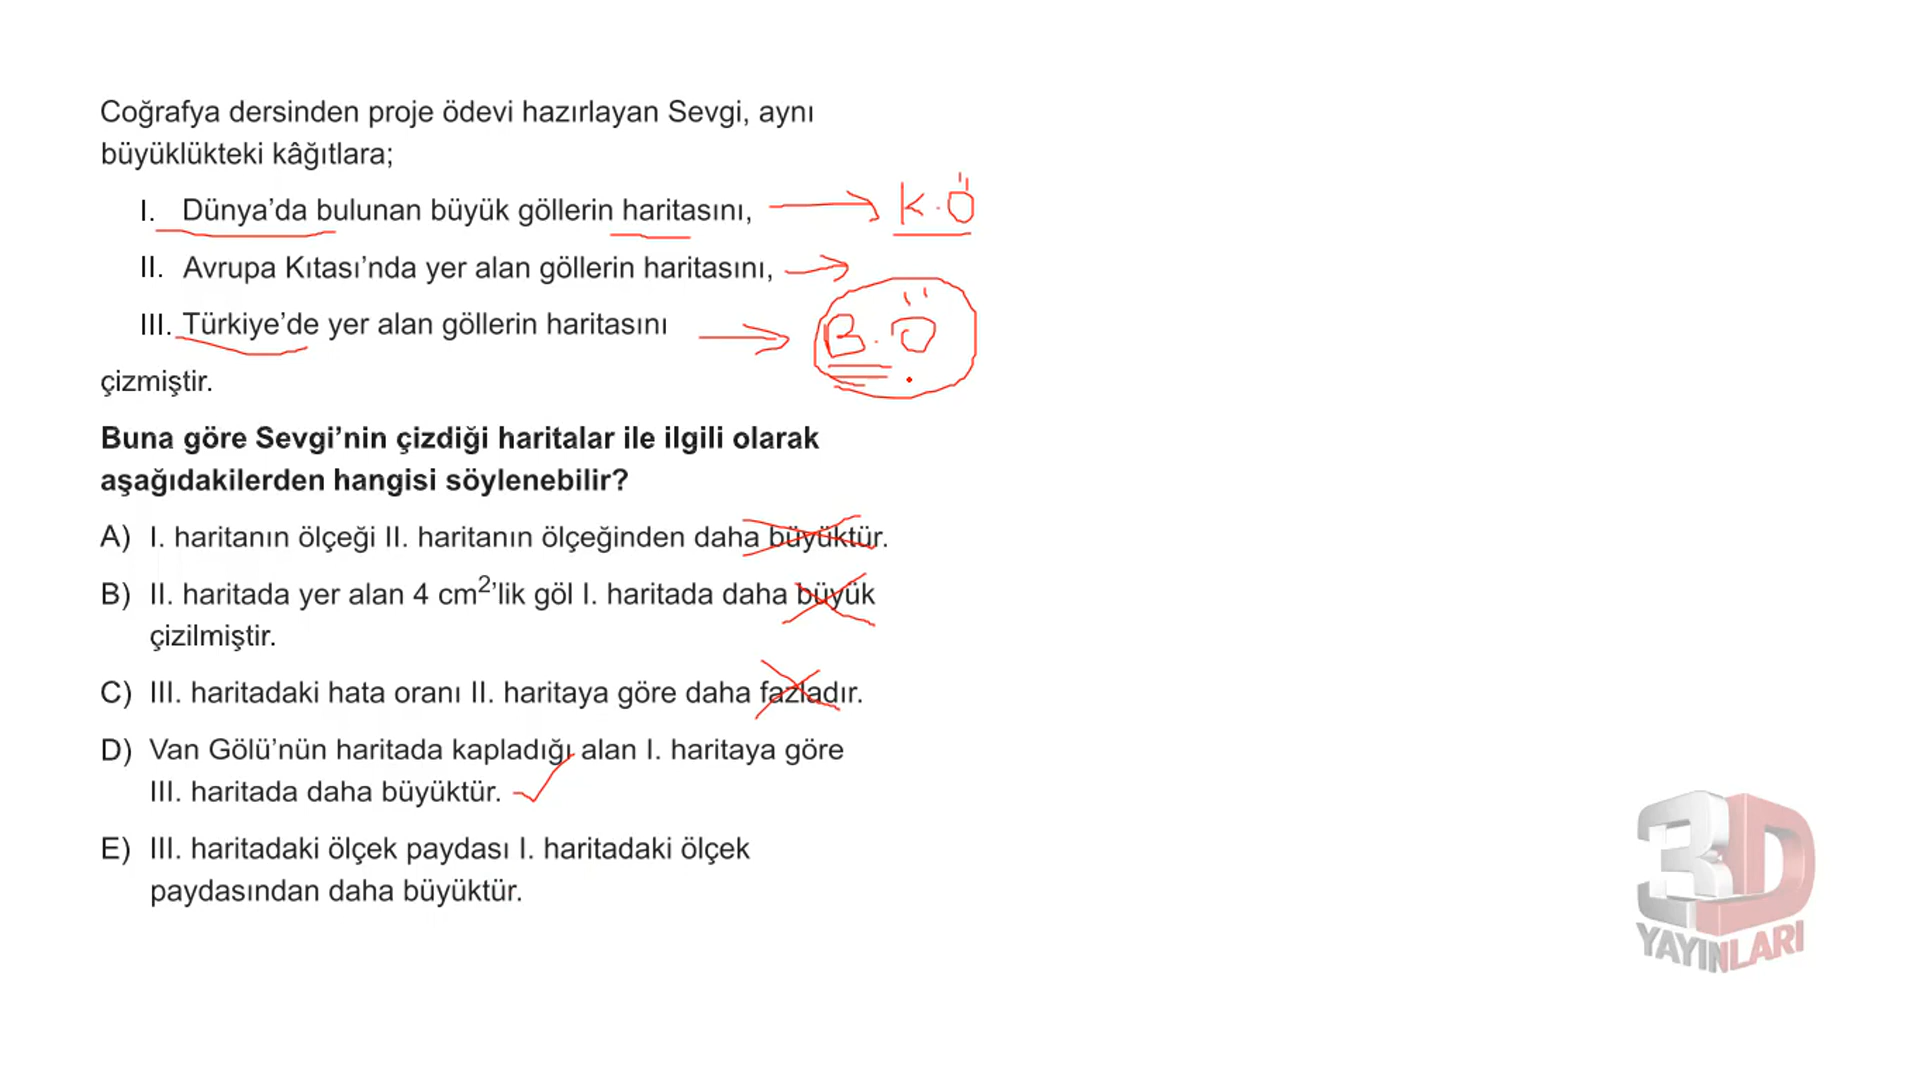 Coğrafya dersinden proje ödevi hazırlayan Sevgi, aynı
büyüklükteki kâğıtlara;
I. Dünya’da bulunan büyük göllerin haritasını, K.Ö
II. Avrupa Kıtası’nda yer alan göllerin haritasını,
III. Türkiye’de yer alan göllerin haritasını B.Ö
çizmiştir.
Buna göre Sevgi’nin çizdiği haritalar ile ilgili olarak
aşağıdakilerden hangisi söylenebilir?
A) I. haritanın ölçeği II. haritanın ölçeğinden daha büyüktür.
B) II. haritada yer alan 4 cm²’lik göl I. haritada daha büyük
çizilmiştir.
C) III. haritadaki hata oranı II. haritaya göre daha fazladır.
D) Van Gölü’nün haritada kapladığı alan I. haritaya göre
III. haritada daha büyüktür.
E) III. haritadaki ölçek paydası I. haritadaki ölçek
paydasından daha büyüktür.
3D
YAYINLARI